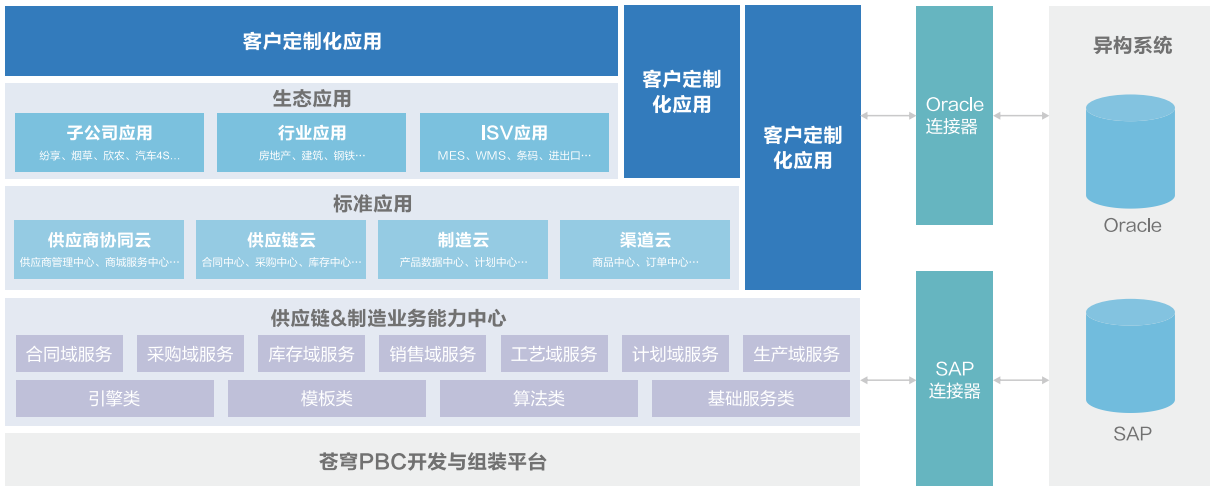 客户定制化应用
生态应用
子公司应用
纷享、烟草、欣农、汽车4S...
行业应用
房地产、建筑、钢铁...
ISV应用
MES、WMS、条码、进出口...
客户定制
化应用
客户定制
化应用
标准应用
供应商协同云
供应商管理中心、商城服务中心...
供应链云
合同中心、采购中心、库存中心...
制造云
产品数据中心、计划中心...
渠道云
商品中心、订单中心...
供应链&制造业务能力中心
合同域服务
采购域服务
库存域服务
销售域服务
工艺域服务
计划域服务
生产域服务
引擎类
模板类
算法类
基础服务类
苍穹PBC开发与组装平台
Oracle
连接器
SAP
连接器
异构系统
Oracle
SAP